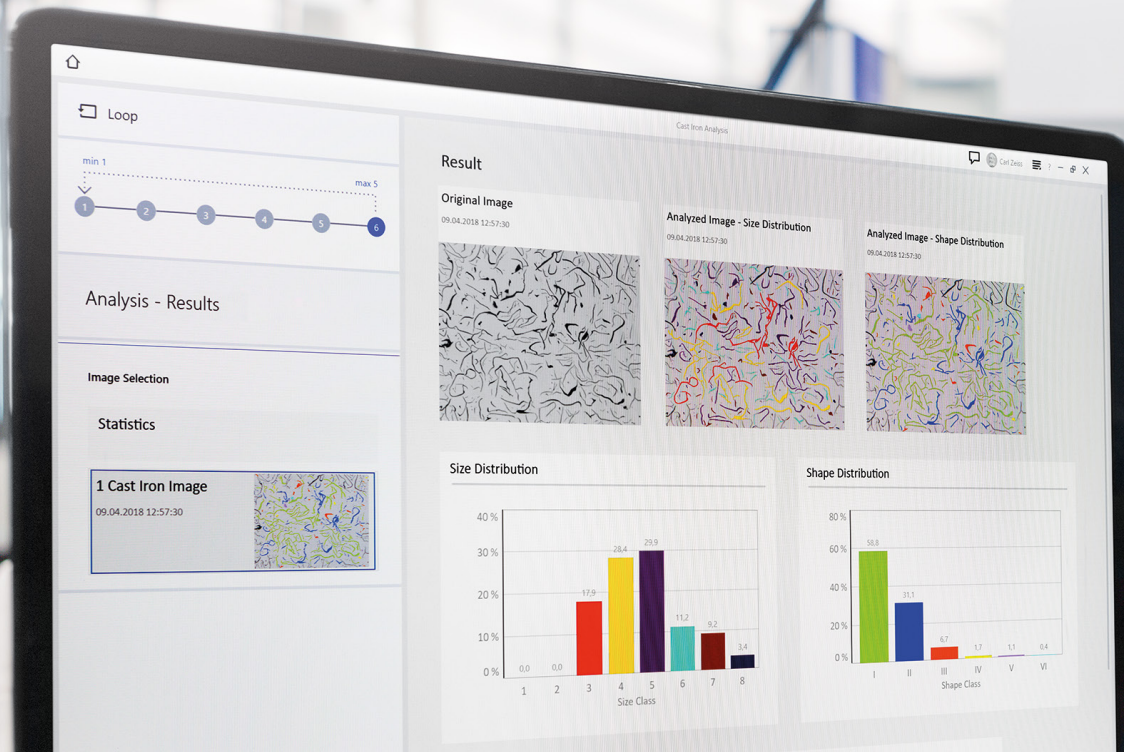 Loop
min 1
max 5
1 2 3 4 5 6
Analysis - Results
Image Selection
Statistics
1 Cast Iron Image
09.04.2018 12:57:30
Cast Iron Analysis
Carl Zeiss
Result
Original Image
09.04.2018 12:57:30
Analyzed Image - Size Distribution
09.04.2018 12:57:30
Analyzed Image - Shape Distribution
09.04.2018 12:57:30
Size Distribution
40 %
30 %
20 %
10 %
0 %
0,0 0,0 17,9 28,4 29,9 11,2 9,2 3,4
1 2 3 4 5 6 7 8
Size Class
Shape Distribution
80 %
60 %
40 %
20 %
0 %
58,8 31,1 6,7 1,7 1,1 0,4
I II III IV V VI
Shape Class